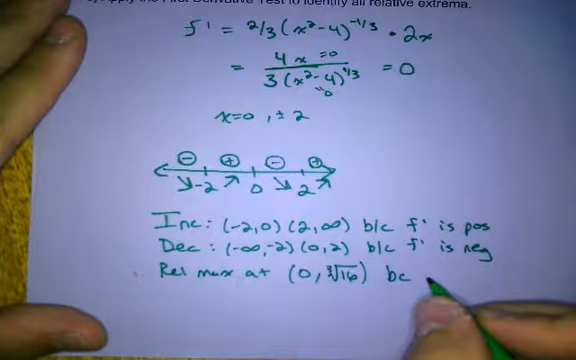 apply the First Derivative Test to identify all relative extrema.
f' = 2/3 (x² - 4)^-1/3 • 2x
= 4x =0 / 3(x²-4)^1/3 =0 = 0
x=0, ±2
⊖ ⊕ ⊖ ⊕
↘ -2 ↗ 0 ↘ 2 ↗
Inc: (-2,0) (2,∞) b/c f' is pos
Dec: (-∞,-2) (0,2) b/c f' is neg
Rel max at (0, ∛16) bc